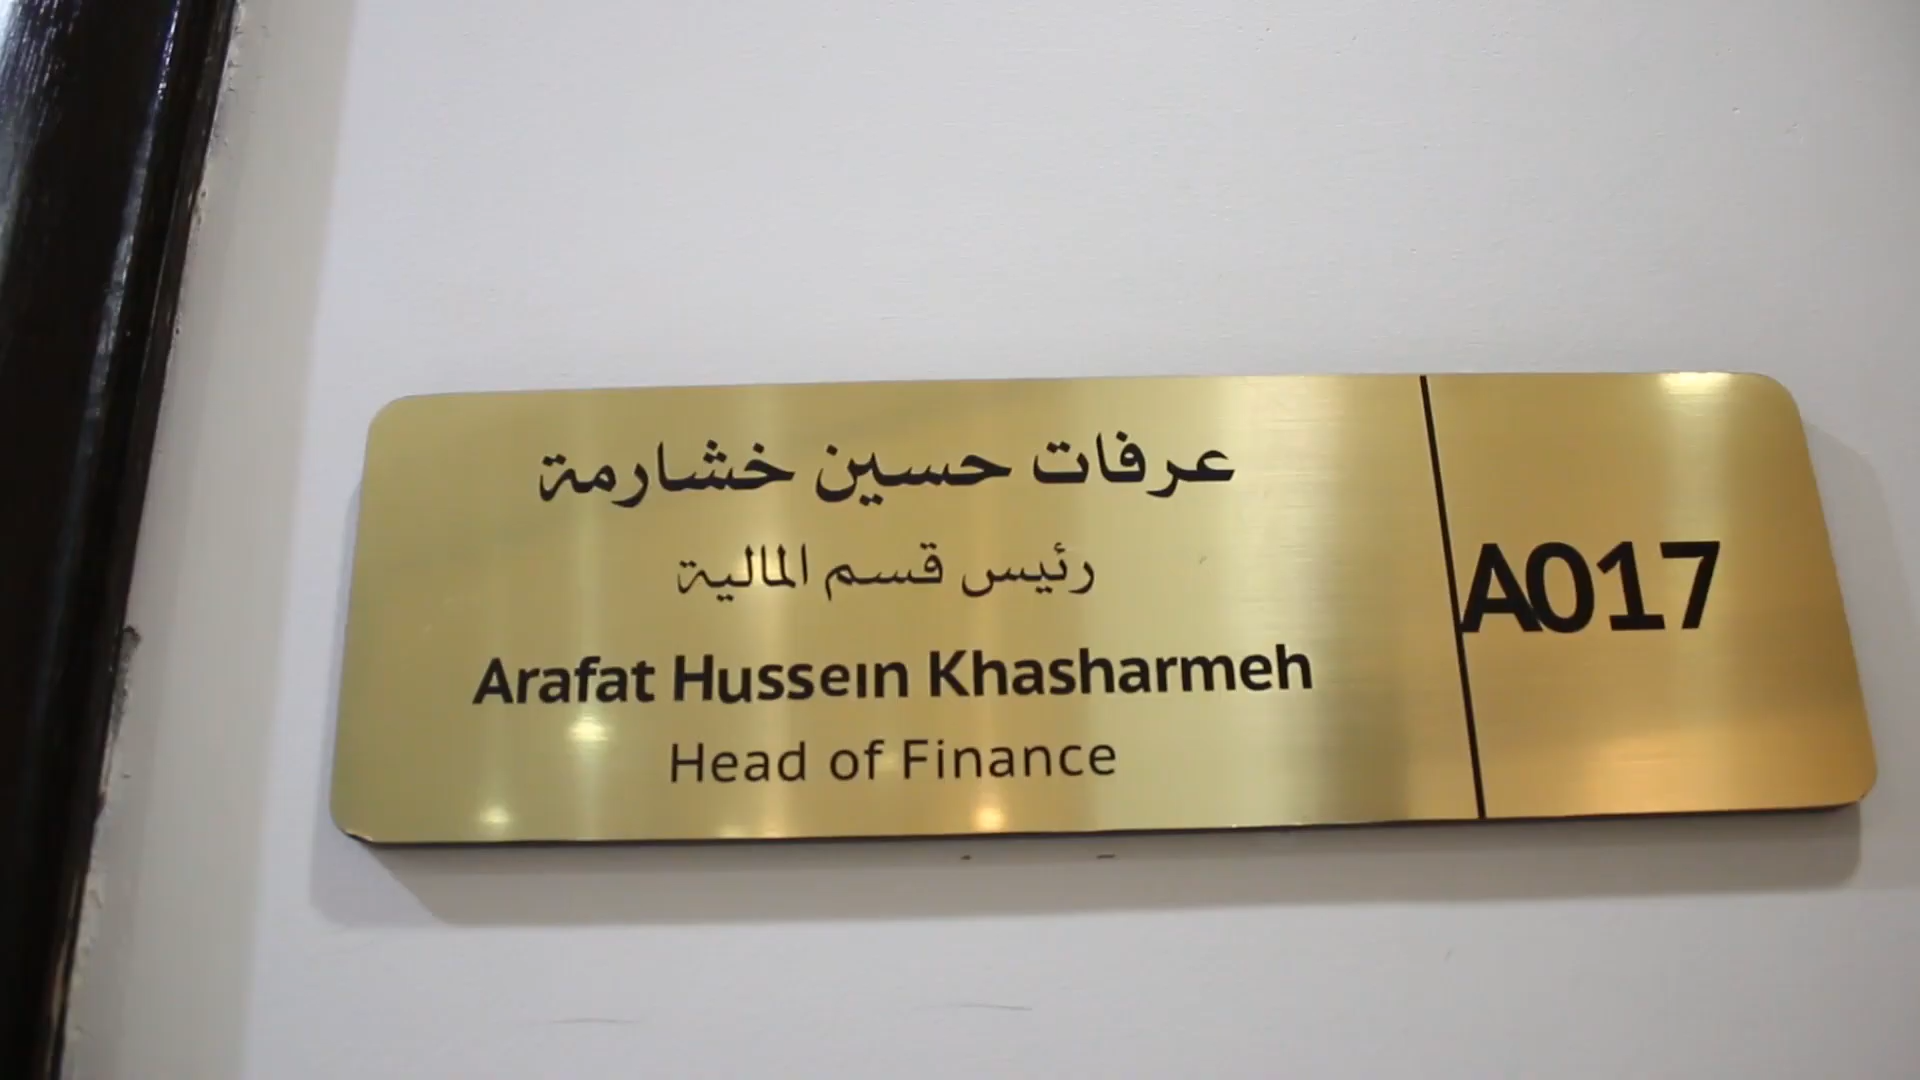 عرفات حسين خشارمة
رئيس قسم المالية
Arafat Hussein Khasharmeh
Head of Finance
A017